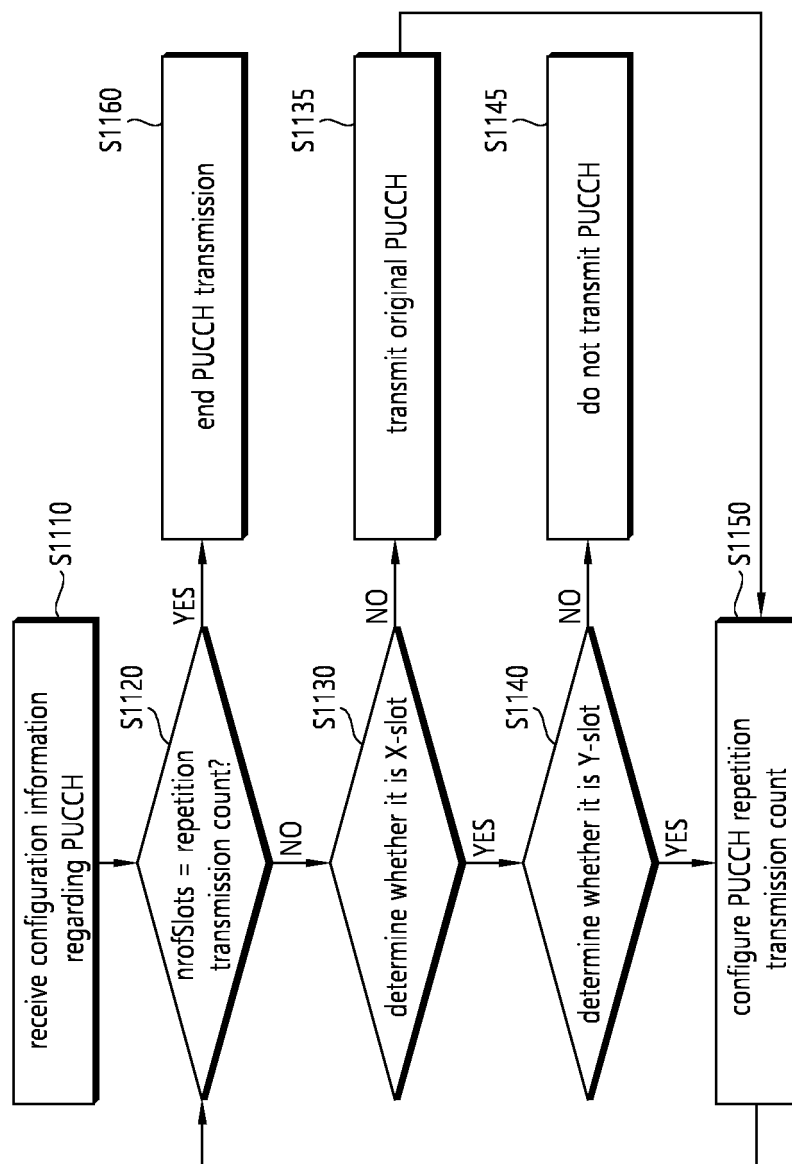 S1110
receive configuration information
regarding PUCCH
S1120
nrofSlots = repetition
transmission count?
YES
S1160
end PUCCH transmission
NO
S1130
determine whether it is X-slot
NO
S1135
transmit original PUCCH
YES
S1140
determine whether it is Y-slot
NO
S1145
do not transmit PUCCH
YES
S1150
configure PUCCH repetition
transmission count